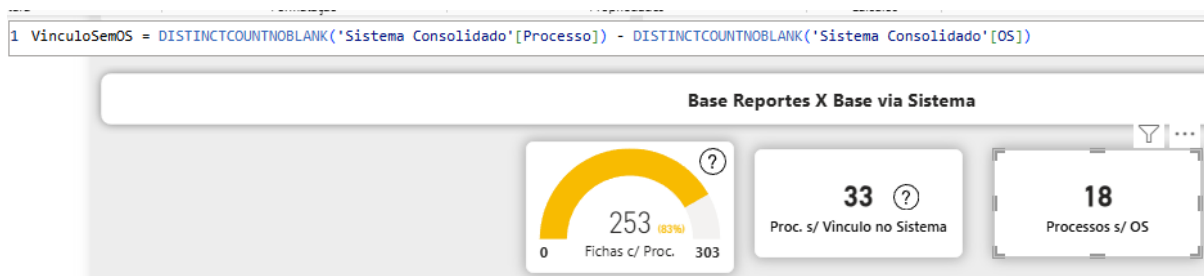 1 VinculoSemOS = DISTINCTCOUNTNOBLANK('Sistema Consolidado'[Processo]) - DISTINCTCOUNTNOBLANK('Sistema Consolidado'[OS])
Base Reportes X Base via Sistema
?
253 (83%)
0 Fichas c/ Proc. 303
33 ?
Proc. s/ Vinculo no Sistema
18
Processos s/ OS